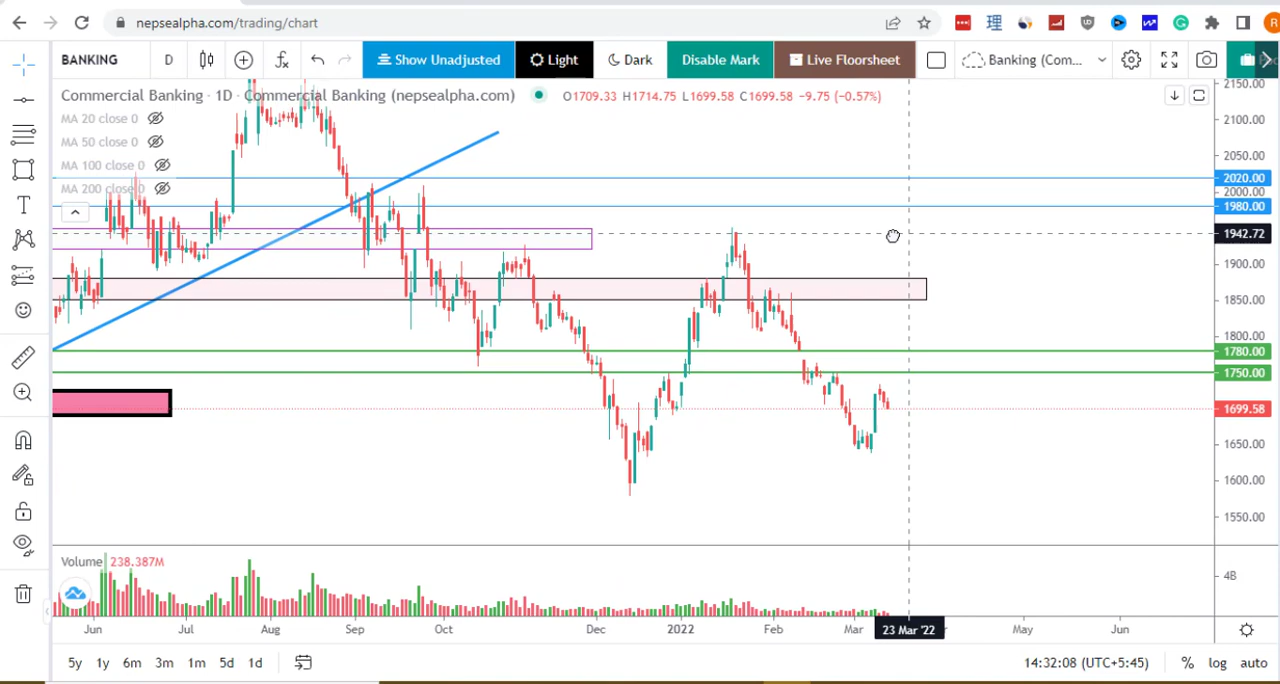 nepsealpha.com/trading/chart
R
BANKING D Show Unadjusted Light Dark Disable Mark Live Floorsheet Banking (Com...
Commercial Banking · 1D · Commercial Banking (nepsealpha.com) O1709.33 H1714.75 L1699.58 C1699.58 −9.75 (−0.57%)
MA 20 close 0
MA 50 close 0
MA 100 close 0
MA 200 close 0
2150.00
2100.00
2050.00
2020.00
2000.00
1980.00
1942.72
1900.00
1850.00
1800.00
1780.00
1750.00
1699.58
1650.00
1600.00
1550.00
Volume 238.387M
4B
Jun Jul Aug Sep Oct Dec 2022 Feb Mar 23 Mar '22 May Jun
5y 1y 6m 3m 1m 5d 1d 14:32:08 (UTC+5:45) % log auto